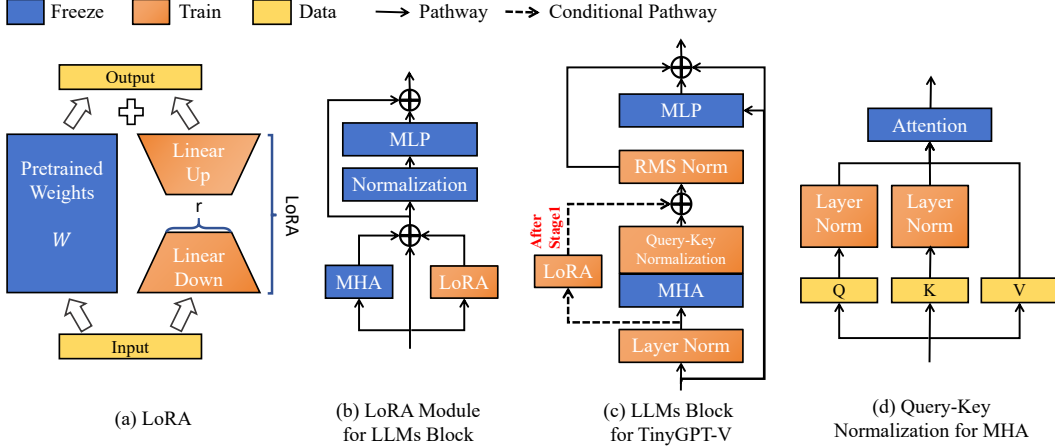 Freeze
Train
Data
Pathway
Conditional Pathway
Output
Pretrained
Weights
W
Linear
Up
r
Linear
Down
LoRA
Input
(a) LoRA
MLP
Normalization
MHA
LoRA
(b) LoRA Module
for LLMs Block
MLP
RMS Norm
After
Stage1
LoRA
Query-Key
Normalization
MHA
Layer Norm
(c) LLMs Block
for TinyGPT-V
Attention
Layer
Norm
Layer
Norm
Q
K
V
(d) Query-Key
Normalization for MHA